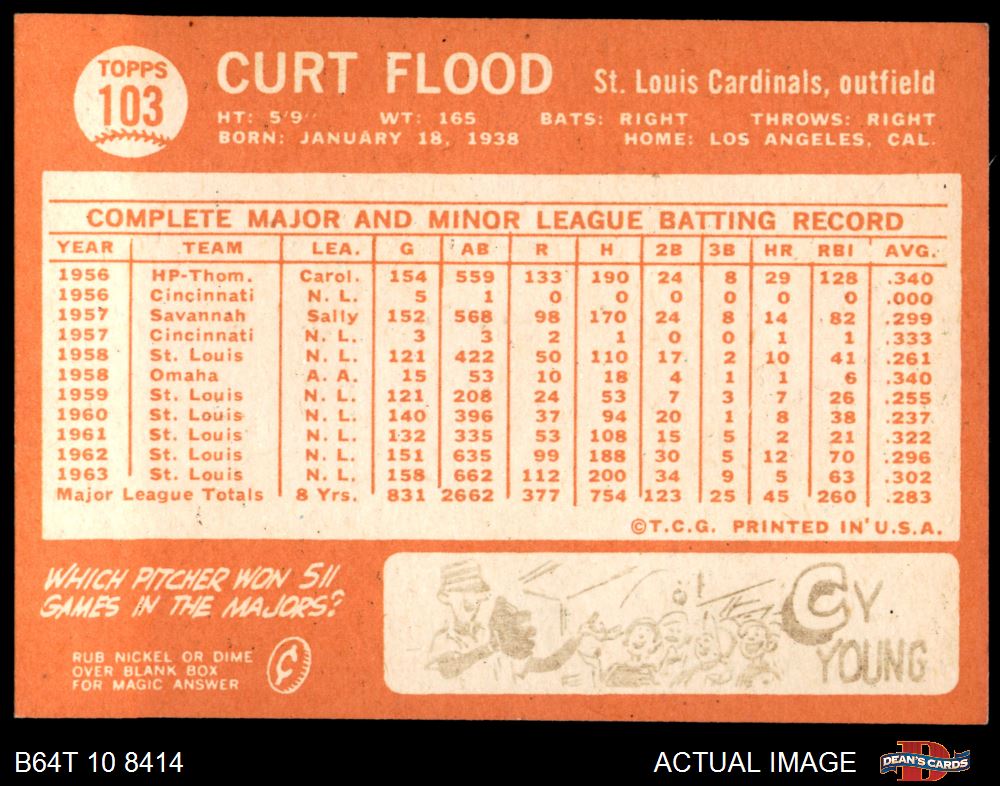 TOPPS
103
CURT FLOOD St. Louis Cardinals, outfield
HT: 5'9" WT: 165 BATS: RIGHT THROWS: RIGHT
BORN: JANUARY 18, 1938 HOME: LOS ANGELES, CAL.
COMPLETE MAJOR AND MINOR LEAGUE BATTING RECORD
YEAR TEAM LEA. G AB R H 2B 3B HR RBI AVG.
1956 HP-Thom. Carol. 154 559 133 190 24 8 29 128 .340
1956 Cincinnati N. L. 5 1 0 0 0 0 0 0 .000
1957 Savannah Sally 152 568 98 170 24 8 14 82 .299
1957 Cincinnati N. L. 3 3 2 1 0 0 1 1 .333
1958 St. Louis N. L. 121 422 50 110 17 2 10 41 .261
1958 Omaha A. A. 15 53 10 18 4 1 1 6 .340
1959 St. Louis N. L. 121 208 24 53 7 3 7 26 .255
1960 St. Louis N. L. 140 396 37 94 20 1 8 38 .237
1961 St. Louis N. L. 132 335 53 108 15 5 2 21 .322
1962 St. Louis N. L. 151 635 99 188 30 5 12 70 .296
1963 St. Louis N. L. 158 662 112 200 34 9 5 63 .302
Major League Totals 8 Yrs. 831 2662 377 754 123 25 45 260 .283
©T.C.G. PRINTED IN U.S.A.
WHICH PITCHER WON 511
GAMES IN THE MAJORS?
RUB NICKEL OR DIME
OVER BLANK BOX
FOR MAGIC ANSWER
CY
YOUNG
B64T 10 8414 ACTUAL IMAGE DEAN'S CARDS